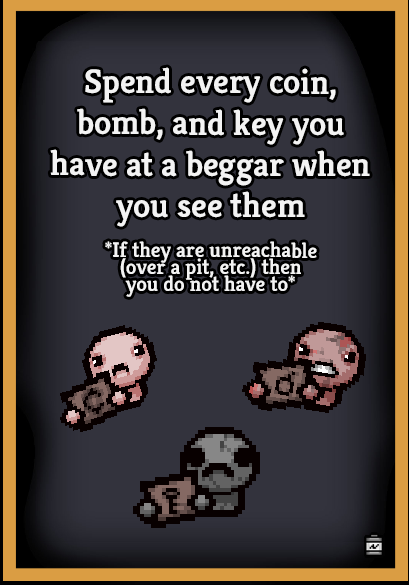 Spend every coin,
bomb, and key you
have at a beggar when
you see them
*If they are unreachable
(over a pit, etc.) then
you do not have to*